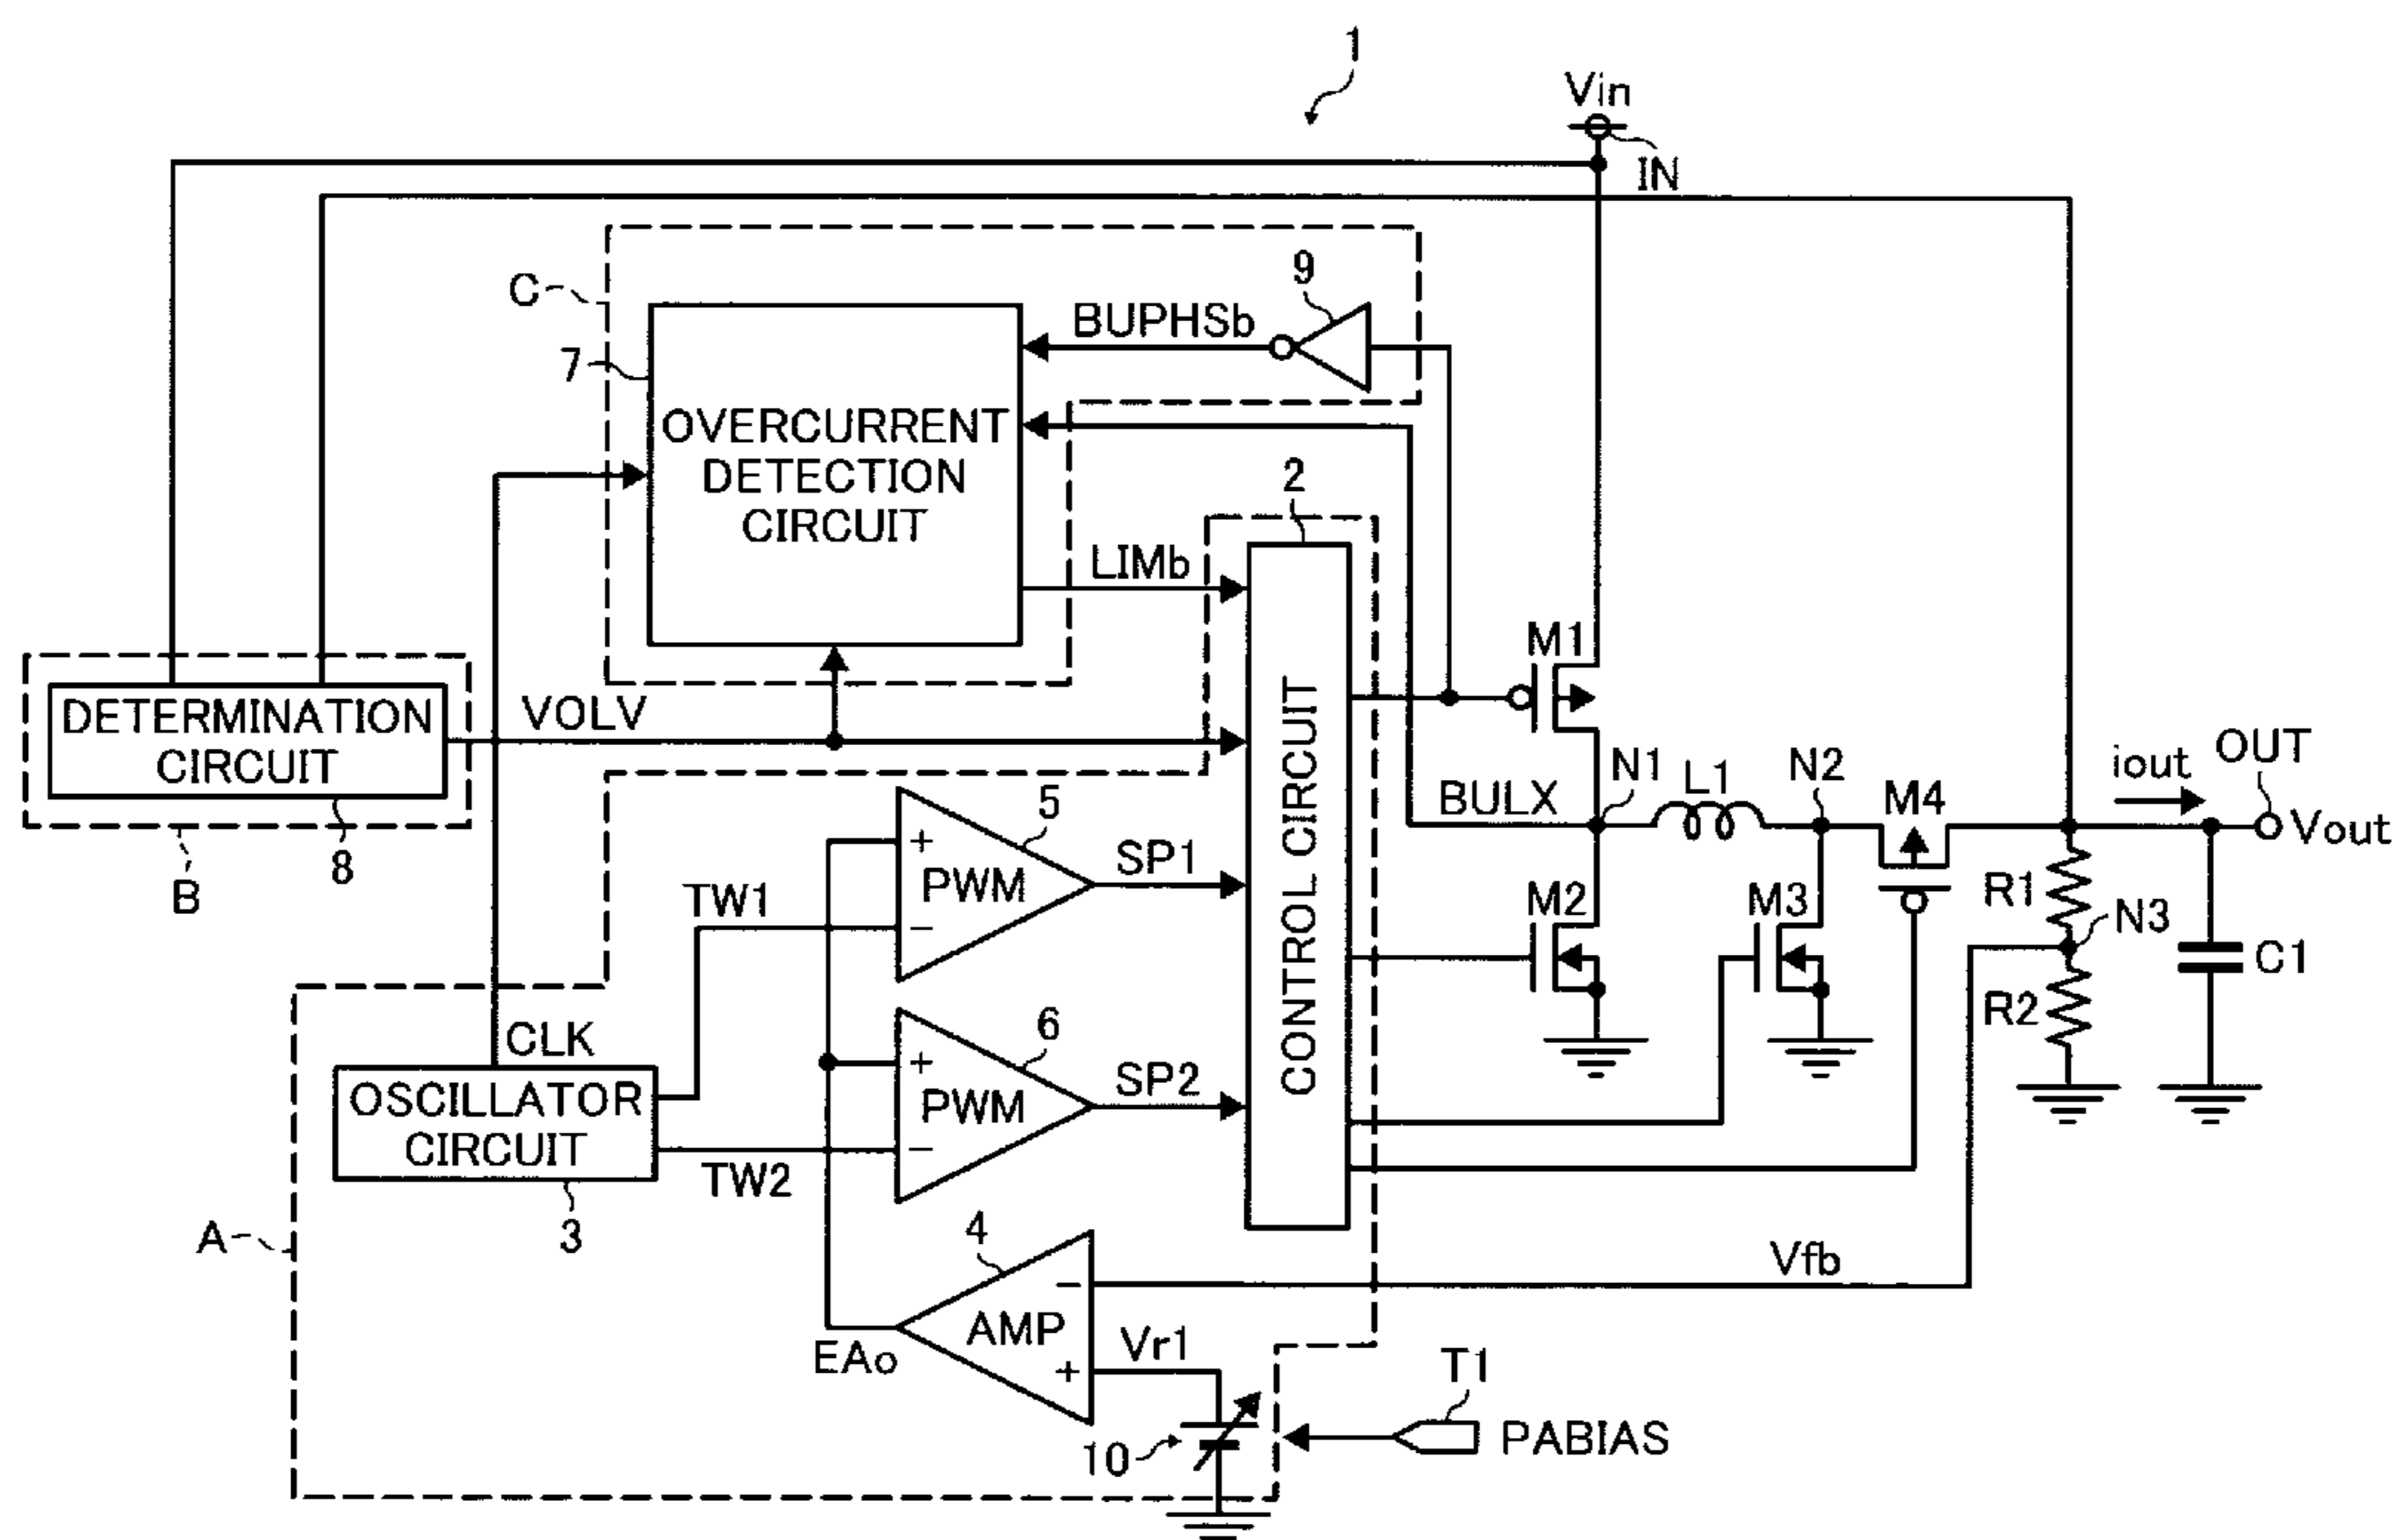 1
Vin
IN
C
9
BUPHSb
7
OVERCURRENT
DETECTION
CIRCUIT
2
LIMb
M1
DETERMINATION
CIRCUIT
VOLV
CONTROL CIRCUIT
8
B
BULX
N1
L1
N2
M4
iout
OUT
Vout
5
+
PWM
−
SP1
TW1
M2
M3
R1
N3
R2
C1
6
+
PWM
−
SP2
CLK
OSCILLATOR
CIRCUIT
3
TW2
A
4
−
AMP
+
EAo
Vfb
Vr1
10
T1
PABIAS